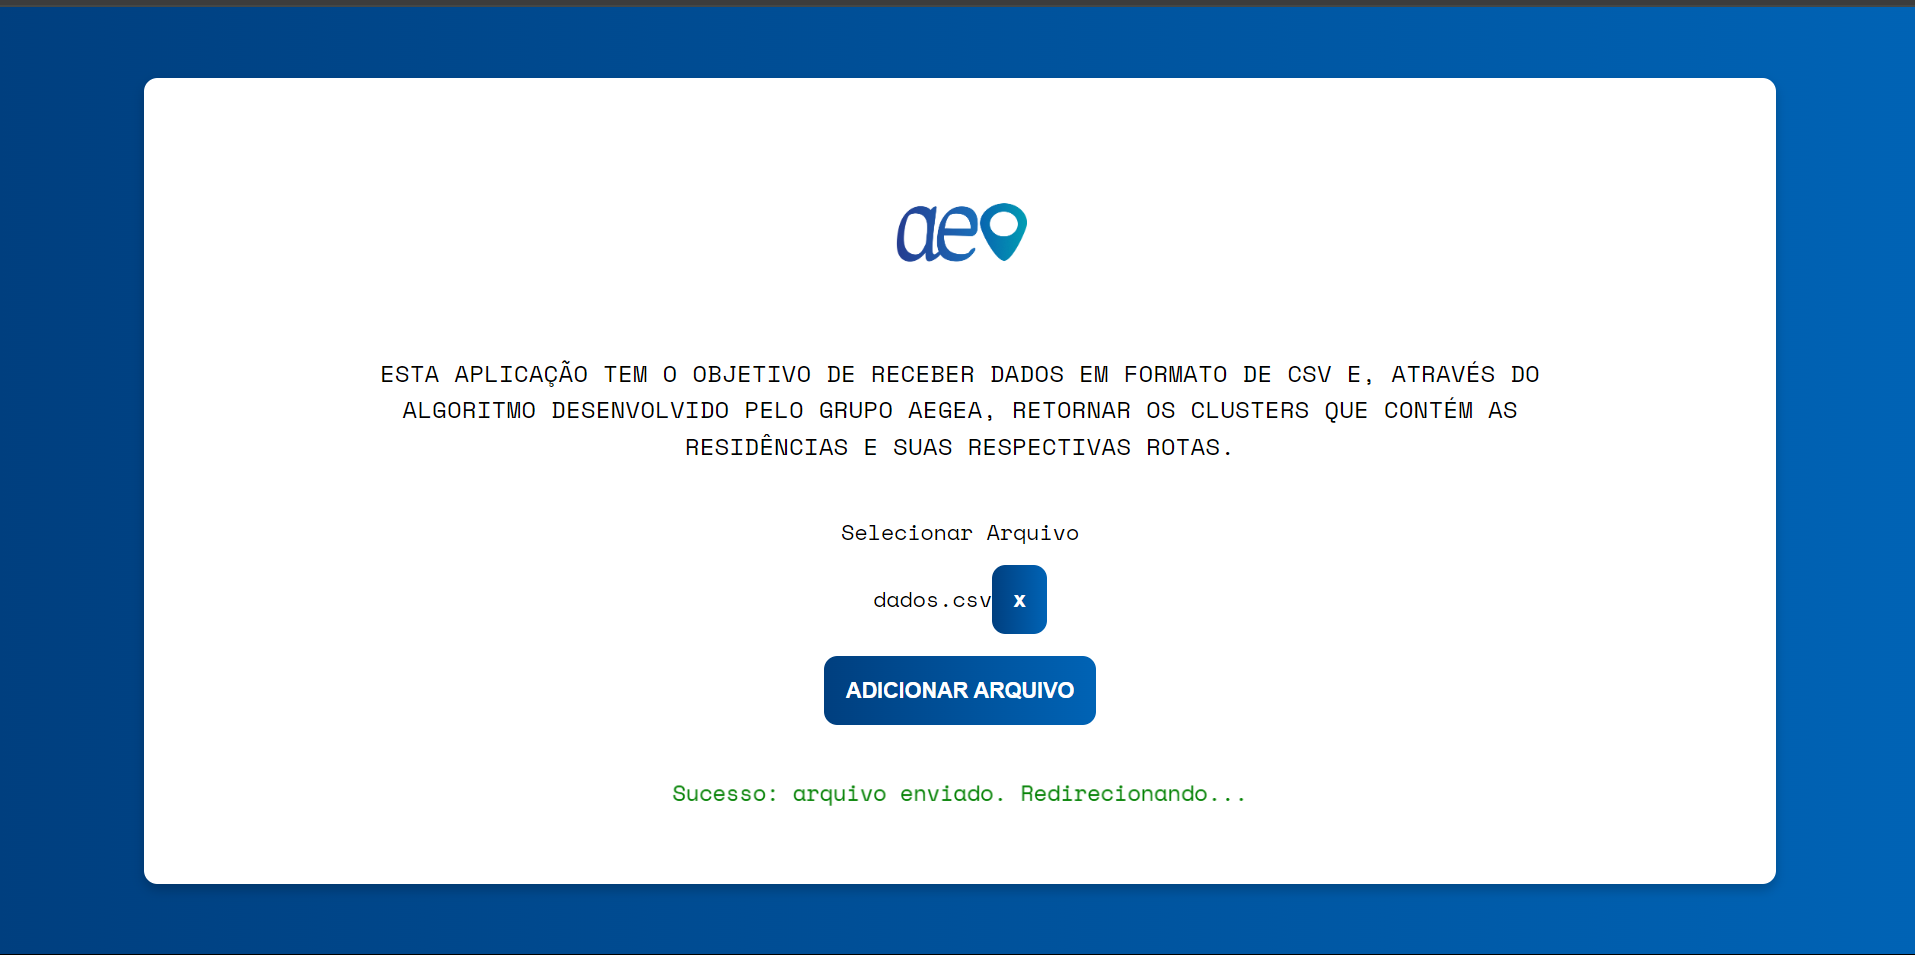 ae
ESTA APLICAÇÃO TEM O OBJETIVO DE RECEBER DADOS EM FORMATO DE CSV E, ATRAVÉS DO
ALGORITMO DESENVOLVIDO PELO GRUPO AEGEA, RETORNAR OS CLUSTERS QUE CONTÉM AS
RESIDÊNCIAS E SUAS RESPECTIVAS ROTAS.
Selecionar Arquivo
dados.csv x
ADICIONAR ARQUIVO
Sucesso: arquivo enviado. Redirecionando...